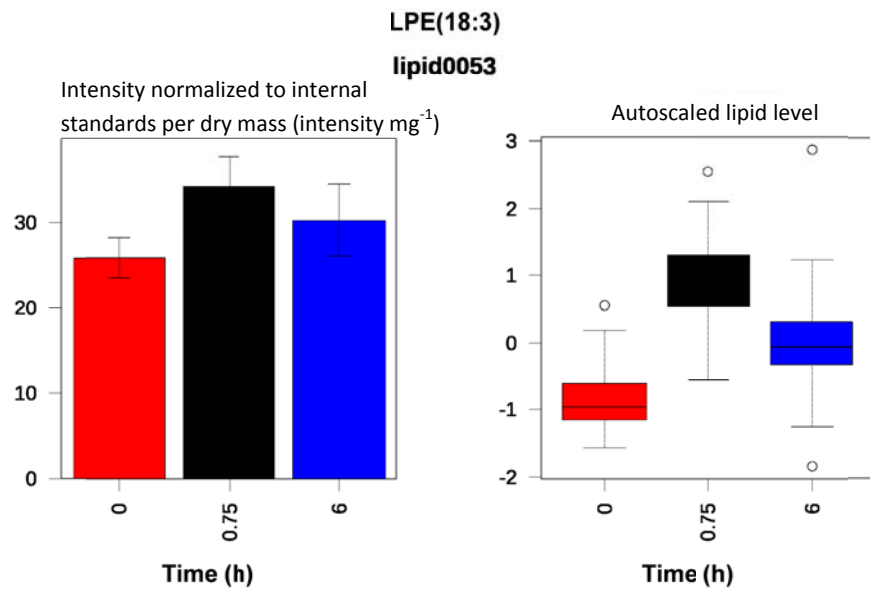 LPE(18:3)
lipid0053
Intensity normalized to internal
standards per dry mass (intensity mg⁻¹)
30
20
10
0
0
0.75
6
Time (h)
Autoscaled lipid level
3
2
1
0
-1
-2
0
0.75
6
Time (h)